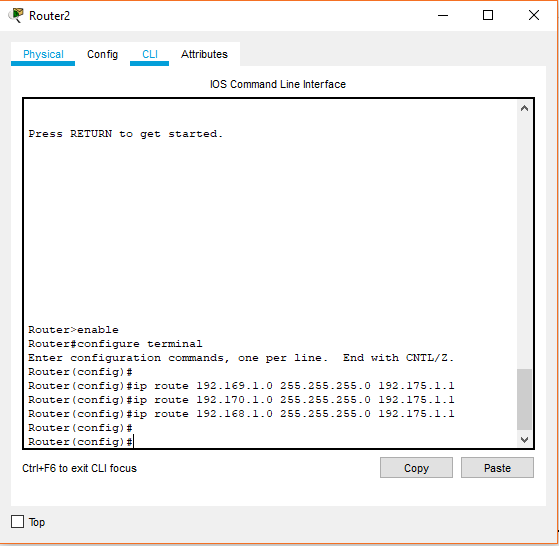 Router2
Physical Config CLI Attributes
IOS Command Line Interface
Press RETURN to get started.
Router>enable
Router#configure terminal
Enter configuration commands, one per line.  End with CNTL/Z.
Router(config)#
Router(config)#ip route 192.169.1.0 255.255.255.0 192.175.1.1
Router(config)#ip route 192.170.1.0 255.255.255.0 192.175.1.1
Router(config)#ip route 192.168.1.0 255.255.255.0 192.175.1.1
Router(config)#
Router(config)#
Ctrl+F6 to exit CLI focus
Copy Paste
Top